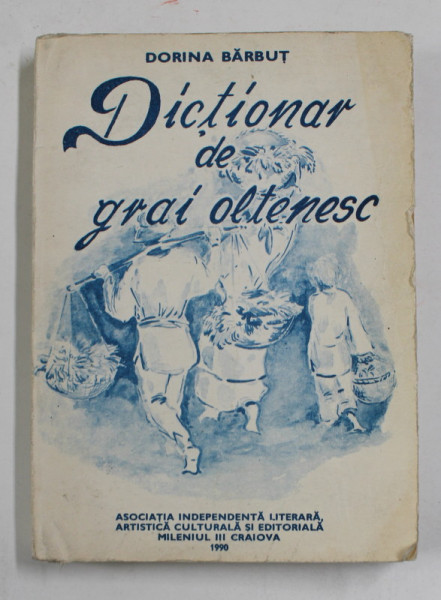 DORINA BĂRBUȚ
Dicționar
de
grai oltenesc
ASOCIAȚIA INDEPENDENTĂ LITERARĂ,
ARTISTICĂ CULTURALĂ ȘI EDITORIALĂ
MILENIUL III CRAIOVA
1990